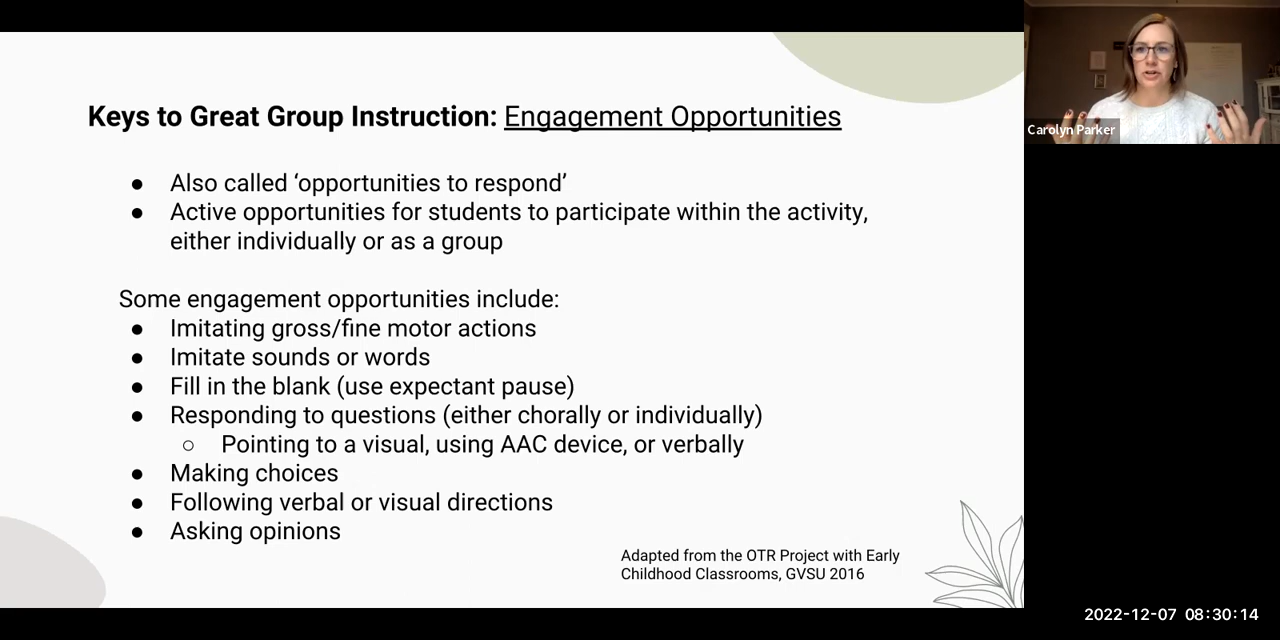 Keys to Great Group Instruction: Engagement Opportunities
● Also called ‘opportunities to respond’
● Active opportunities for students to participate within the activity,
either individually or as a group
Some engagement opportunities include:
● Imitating gross/fine motor actions
● Imitate sounds or words
● Fill in the blank (use expectant pause)
● Responding to questions (either chorally or individually)
○ Pointing to a visual, using AAC device, or verbally
● Making choices
● Following verbal or visual directions
● Asking opinions
Adapted from the OTR Project with Early
Childhood Classrooms, GVSU 2016
Carolyn Parker
2022-12-07 08:30:14